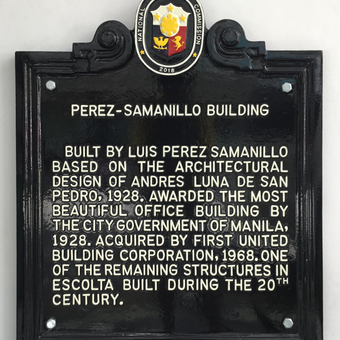 NATIONAL
COMMISSION
2018
PEREZ-SAMANILLO BUILDING
BUILT BY LUIS PEREZ SAMANILLO
BASED ON THE ARCHITECTURAL
DESIGN OF ANDRES LUNA DE SAN
PEDRO, 1928. AWARDED THE MOST
BEAUTIFUL OFFICE BUILDING BY
THE CITY GOVERNMENT OF MANILA,
1928. ACQUIRED BY FIRST UNITED
BUILDING CORPORATION, 1968. ONE
OF THE REMAINING STRUCTURES IN
ESCOLTA BUILT DURING THE 20TH
CENTURY.